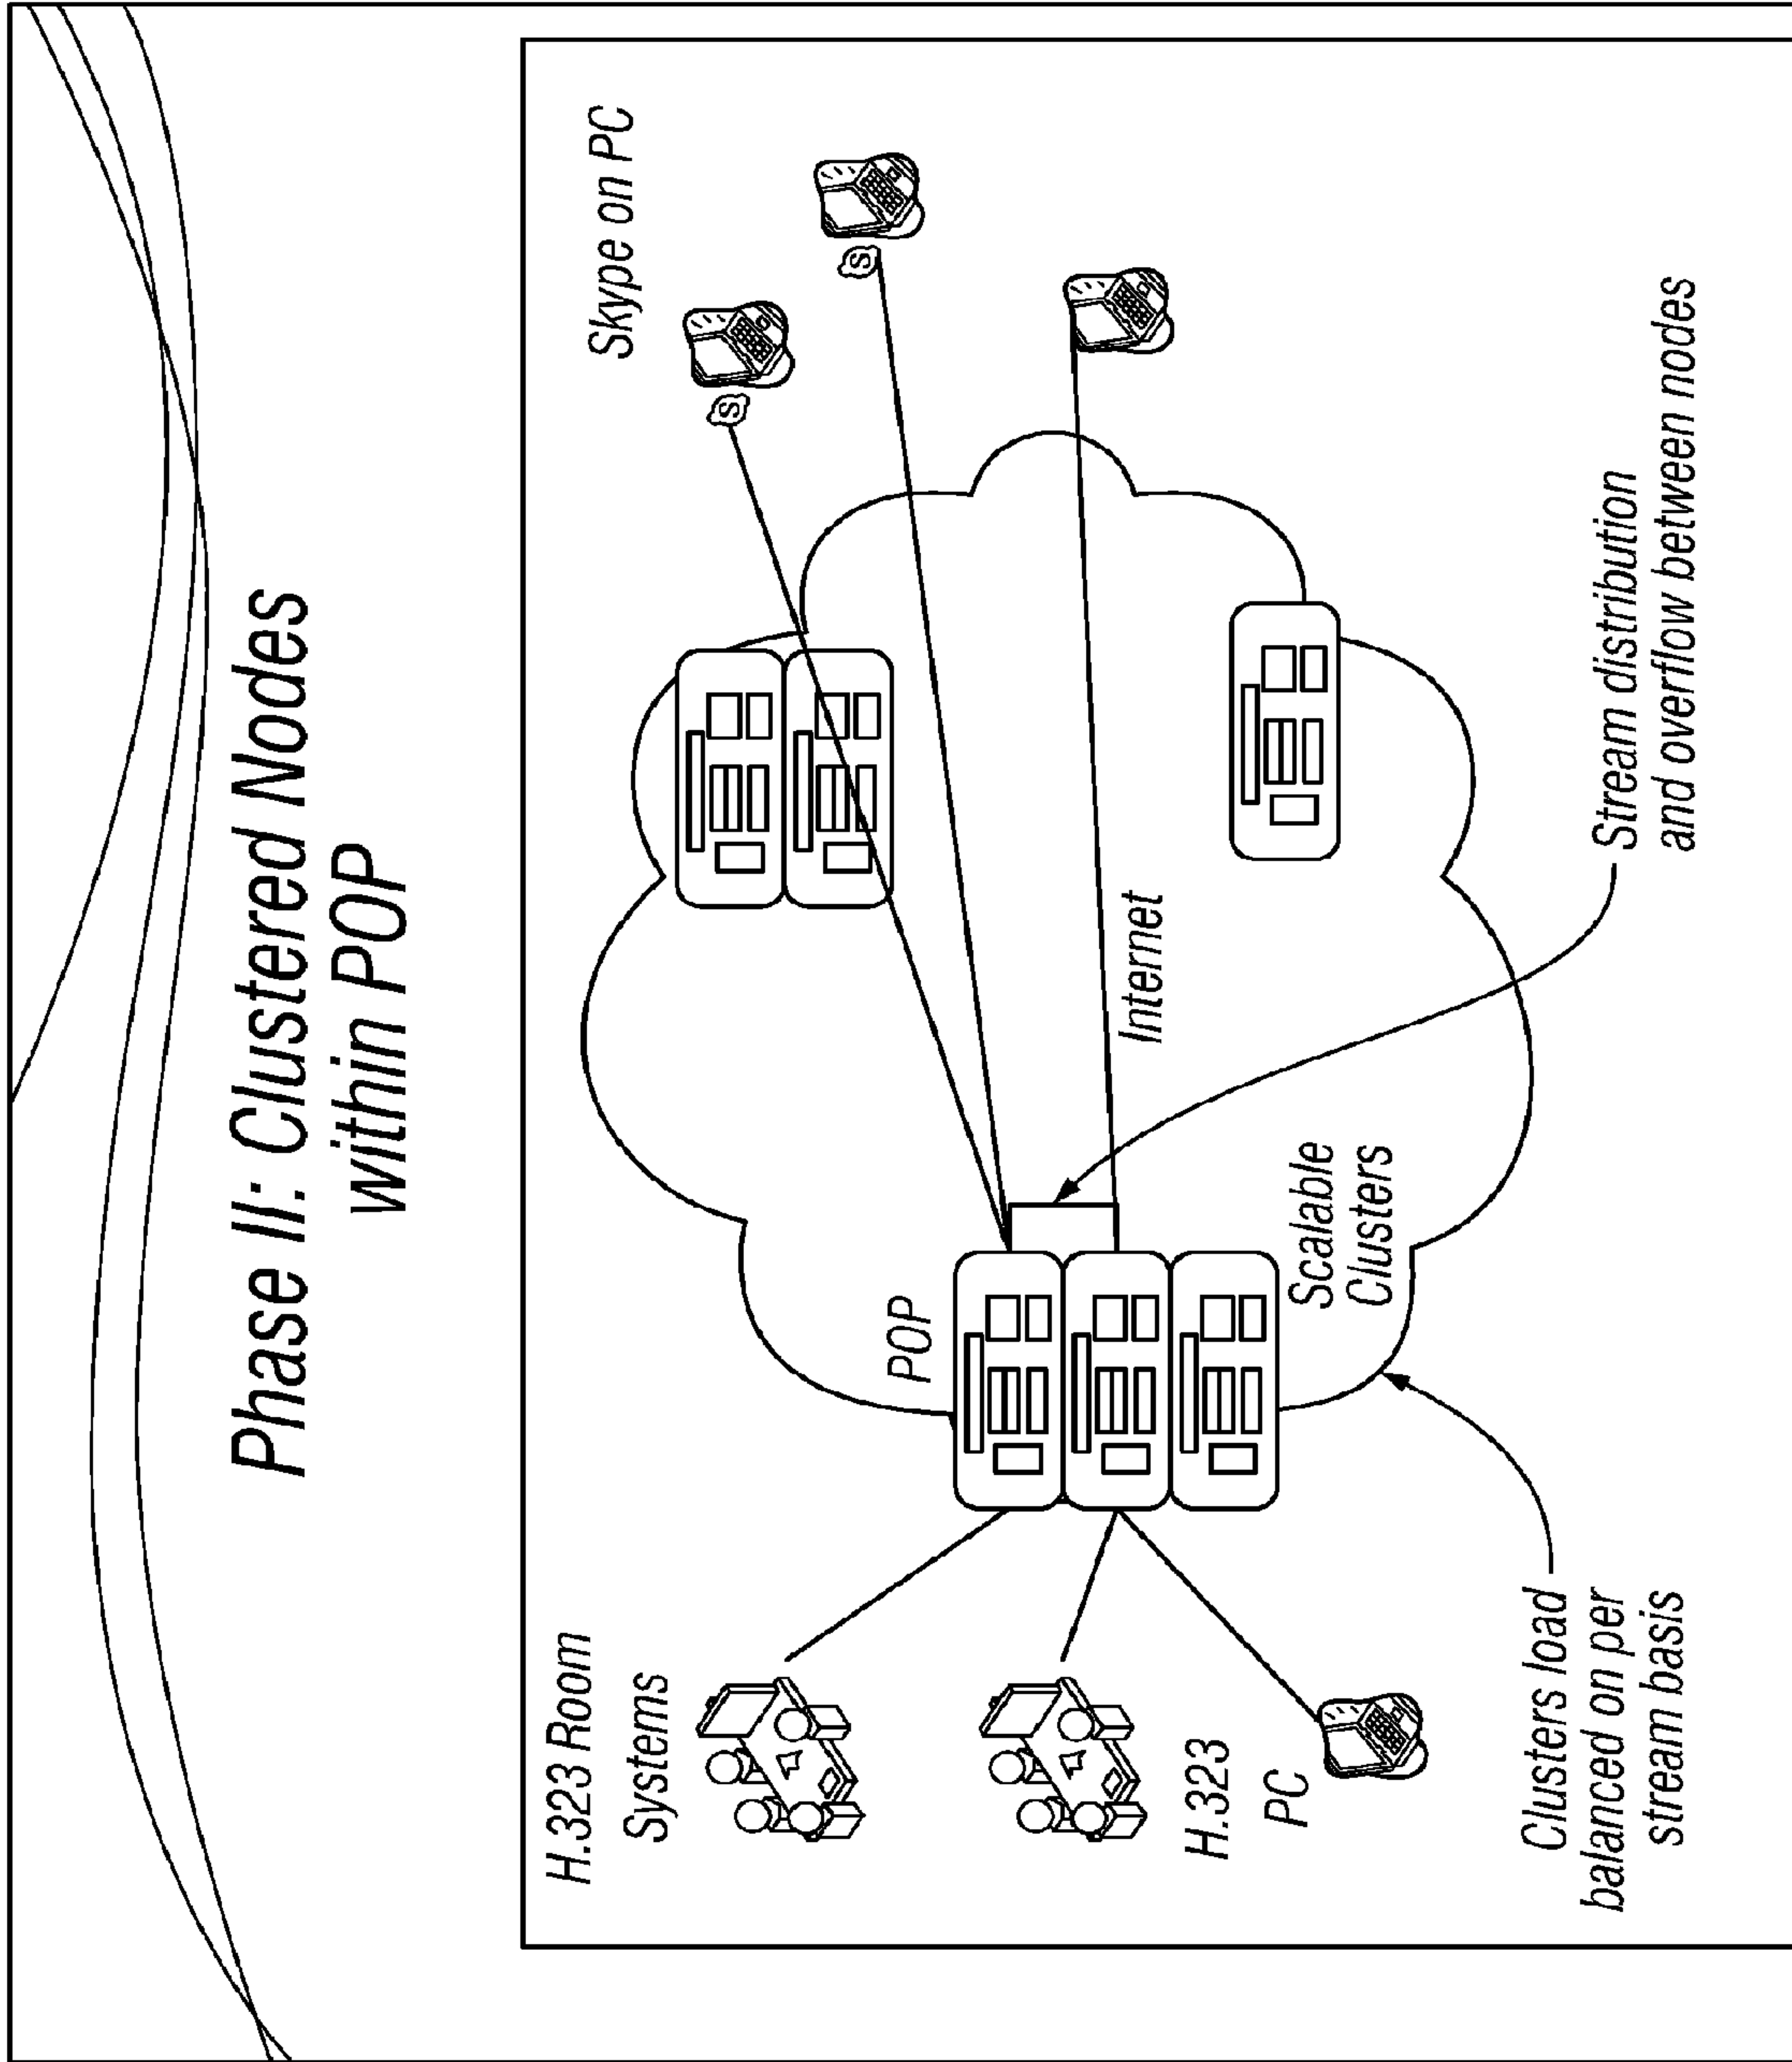 Phase II: Clustered Nodes
within POP
H.323 Room
Systems
Skype on PC
S
S
POP
Internet
H.323
PC
Scalable
Clusters
Clusters load
balanced on per
stream basis
Stream distribution
and overflow between nodes